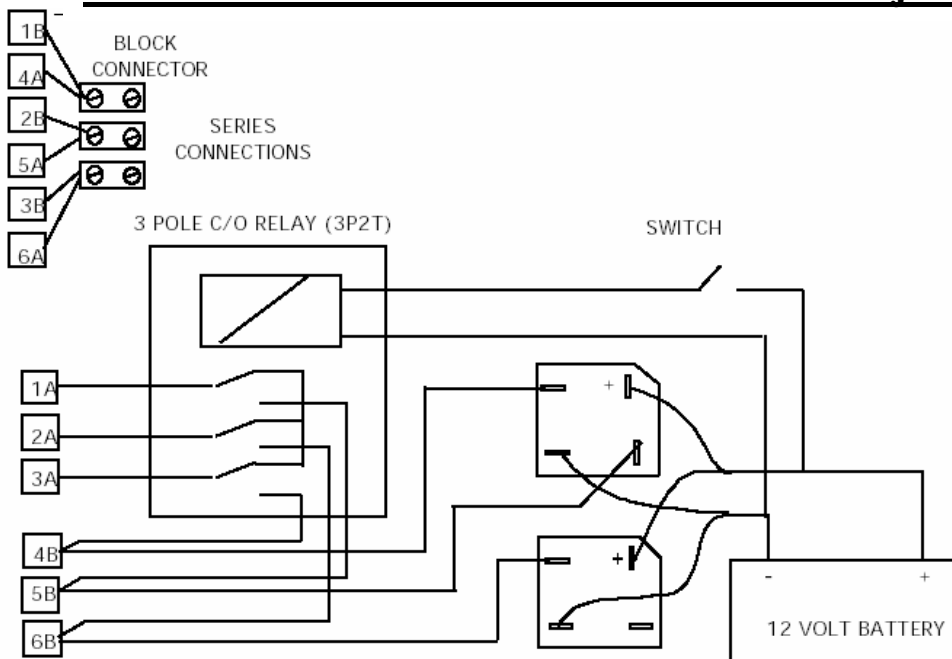 1B
4A
2B
5A
3B
6A
BLOCK
CONNECTOR
SERIES
CONNECTIONS
3 POLE C/O RELAY (3P2T)
SWITCH
1A
2A
3A
4B
5B
6B
+
+
- +
12 VOLT BATTERY